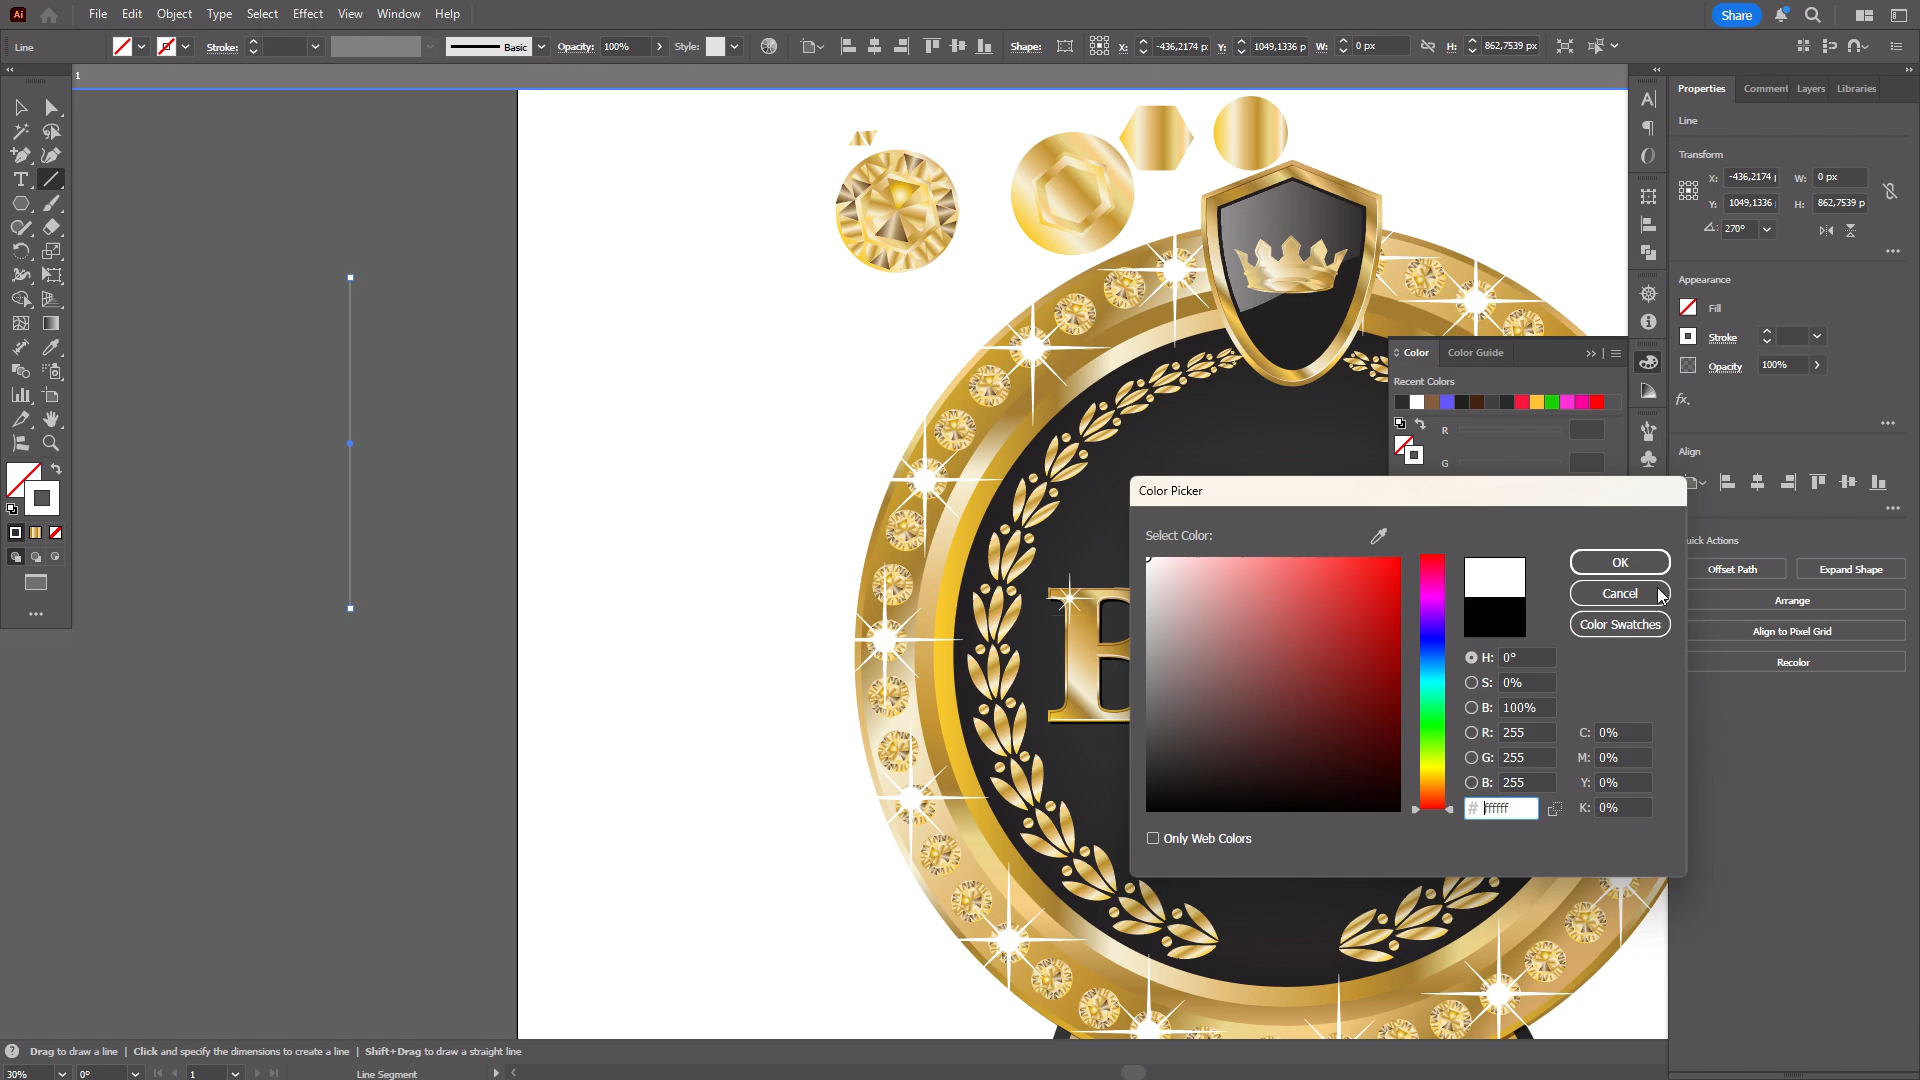 Ai File Edit Object Type Select Effect View Window Help Share
Line Stroke: Basic Opacity: 100% Style: Shape: X: -436,2174 p Y: 1049,1336 p W: 0 px H: 862,7539 px
1
Properties Comment Layers Libraries
Line
Transform
X: -436,2174 W: 0 px
Y: 1049,1336 H: 862,7539 p
270°
Appearance
Fill
Stroke
Opacity 100%
fx.
Align
Quick Actions
Offset Path Expand Shape
Arrange
Align to Pixel Grid
Recolor
Color Color Guide
Recent Colors
R
G
Color Picker
Select Color:
OK
Cancel
Color Swatches
H: 0°
S: 0%
B: 100%
R: 255 C: 0%
G: 255 M: 0%
B: 255 Y: 0%
# ffffff K: 0%
Only Web Colors
Drag to draw a line | Click and specify the dimensions to create a line | Shift+Drag to draw a straight line
30% 0° 1 Line Segment